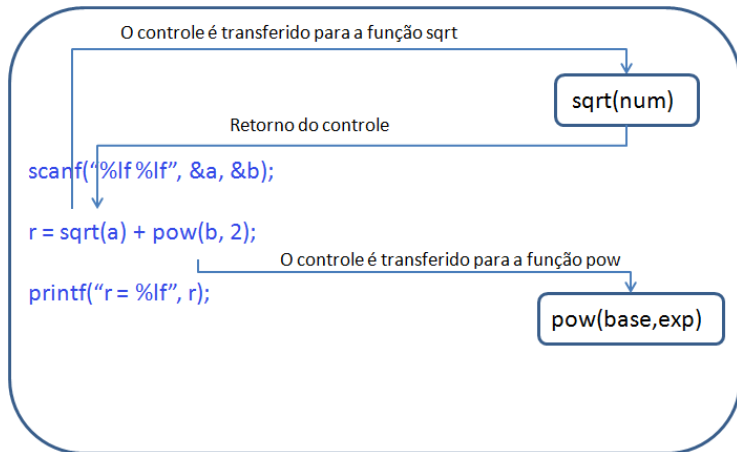 O controle é transferido para a função sqrt
sqrt(num)
Retorno do controle
scanf(“%lf %lf”, &a, &b);
r = sqrt(a) + pow(b, 2);
O controle é transferido para a função pow
printf(“r = %lf”, r);
pow(base,exp)